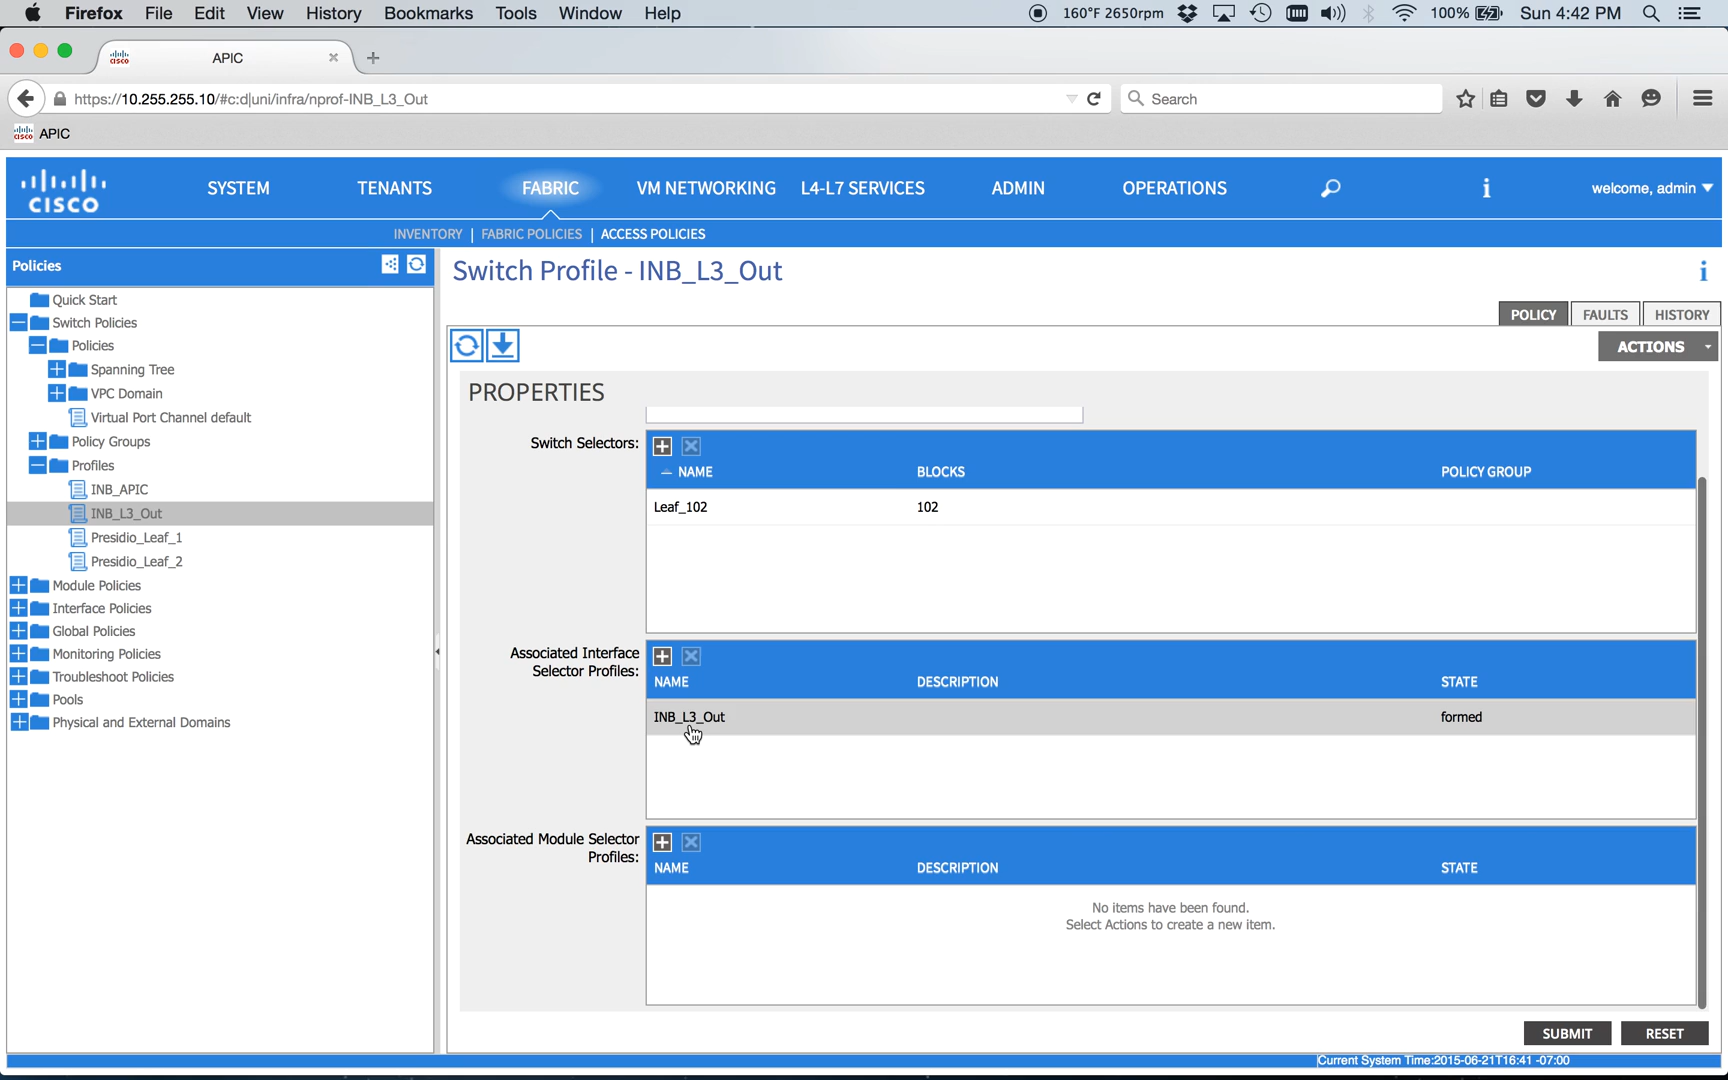 Firefox File Edit View History Bookmarks Tools Window Help 160°F 2650rpm 100% Sun 4:42 PM
cisco APIC
https://10.255.255.10/#c:d|uni/infra/nprof-INB_L3_Out Search
cisco APIC
CISCO SYSTEM TENANTS FABRIC VM NETWORKING L4-L7 SERVICES ADMIN OPERATIONS i welcome, admin
INVENTORY | FABRIC POLICIES | ACCESS POLICIES
Policies
Quick Start
Switch Policies
Policies
Spanning Tree
VPC Domain
Virtual Port Channel default
Policy Groups
Profiles
INB_APIC
INB_L3_Out
Presidio_Leaf_1
Presidio_Leaf_2
Module Policies
Interface Policies
Global Policies
Monitoring Policies
Troubleshoot Policies
Pools
Physical and External Domains
Switch Profile - INB_L3_Out i
POLICY FAULTS HISTORY
ACTIONS
PROPERTIES
Switch Selectors:
NAME BLOCKS POLICY GROUP
Leaf_102 102
Associated Interface
Selector Profiles:
NAME DESCRIPTION STATE
INB_L3_Out formed
Associated Module Selector
Profiles:
NAME DESCRIPTION STATE
No items have been found.
Select Actions to create a new item.
SUBMIT RESET
Current System Time:2015-06-21T16:41 -07:00